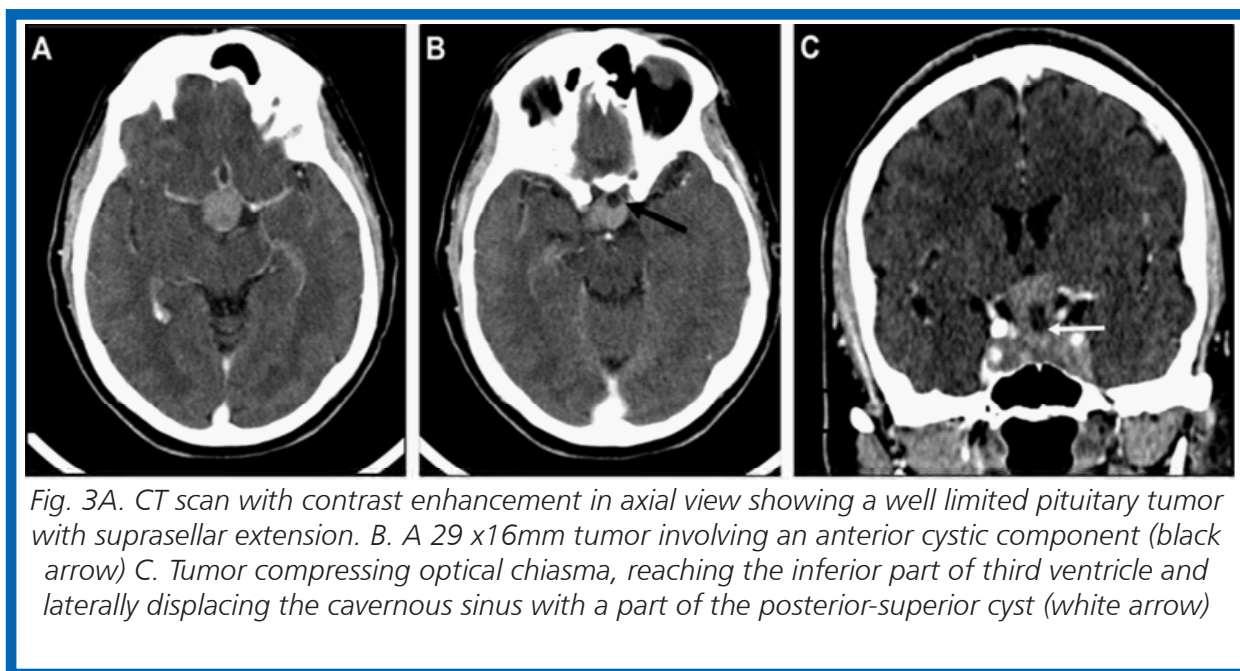 A B C
Fig. 3A. CT scan with contrast enhancement in axial view showing a well limited pituitary tumor
with suprasellar extension. B. A 29 x16mm tumor involving an anterior cystic component (black
arrow) C. Tumor compressing optical chiasma, reaching the inferior part of third ventricle and
laterally displacing the cavernous sinus with a part of the posterior-superior cyst (white arrow)